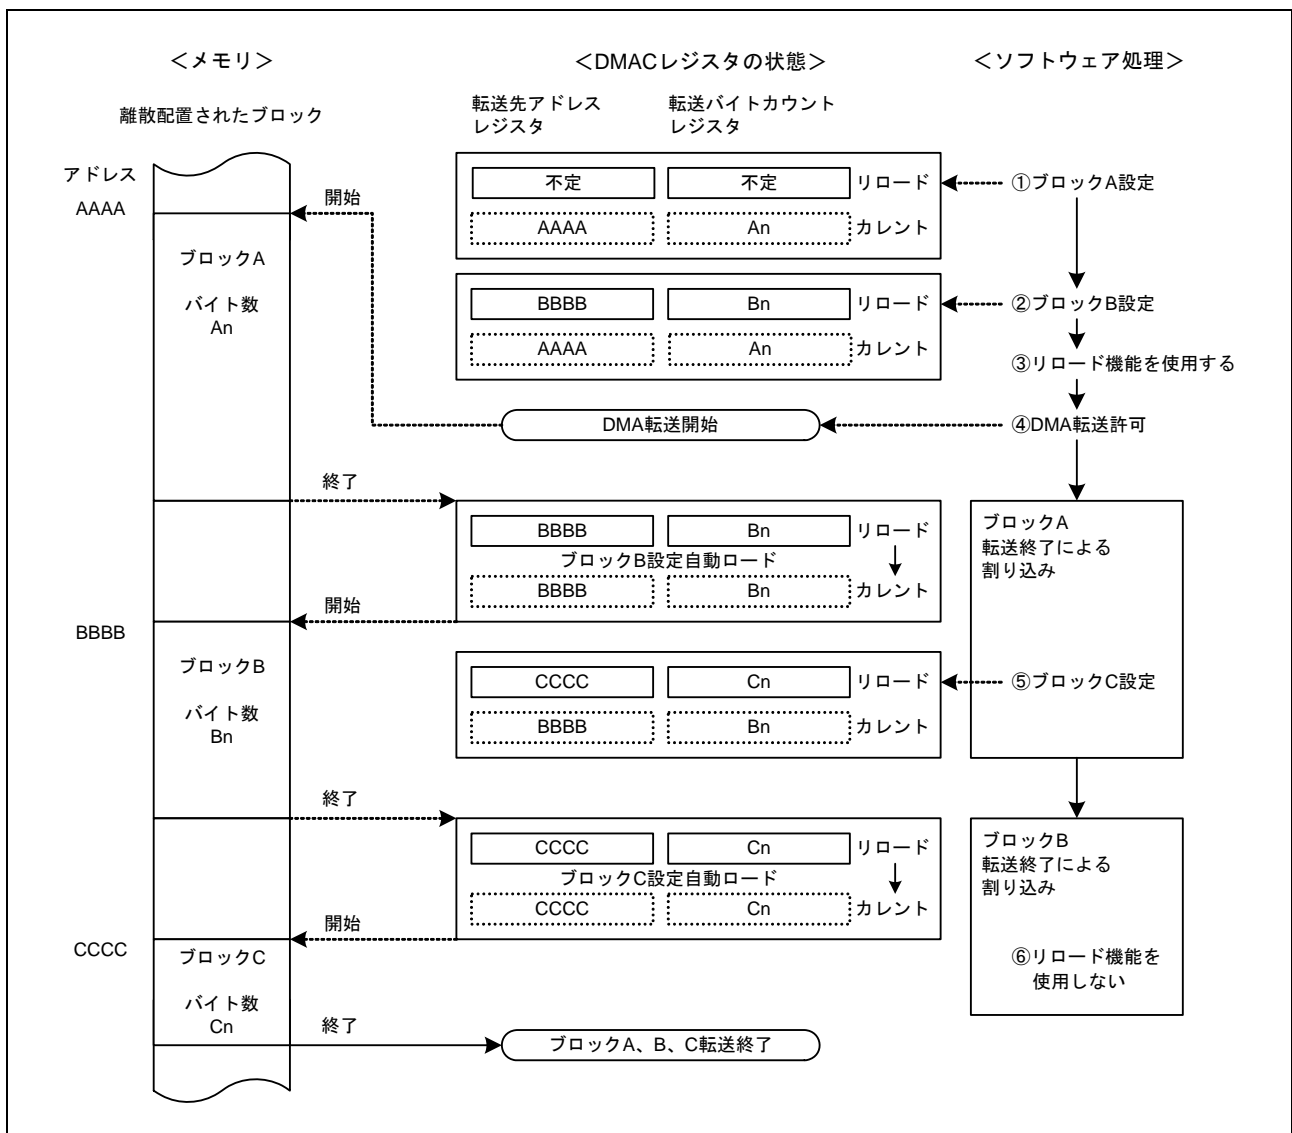 ＜メモリ＞
＜DMACレジスタの状態＞
＜ソフトウェア処理＞
離散配置されたブロック
転送先アドレス
レジスタ
転送バイトカウント
レジスタ
アドレス
AAAA
開始
不定
不定
リロード
①ブロックA設定
AAAA
An
カレント
ブロックA
バイト数
An
BBBB
Bn
リロード
②ブロックB設定
AAAA
An
カレント
③リロード機能を使用する
DMA転送開始
④DMA転送許可
終了
BBBB
Bn
リロード
ブロックB設定自動ロード
BBBB
Bn
カレント
ブロックA
転送終了による
割り込み
開始
BBBB
ブロックB
バイト数
Bn
CCCC
Cn
リロード
⑤ブロックC設定
BBBB
Bn
カレント
終了
CCCC
Cn
リロード
ブロックC設定自動ロード
CCCC
Cn
カレント
ブロックB
転送終了による
割り込み
開始
CCCC
ブロックC
バイト数
Cn
⑥リロード機能を
使用しない
終了
ブロックA、B、C転送終了